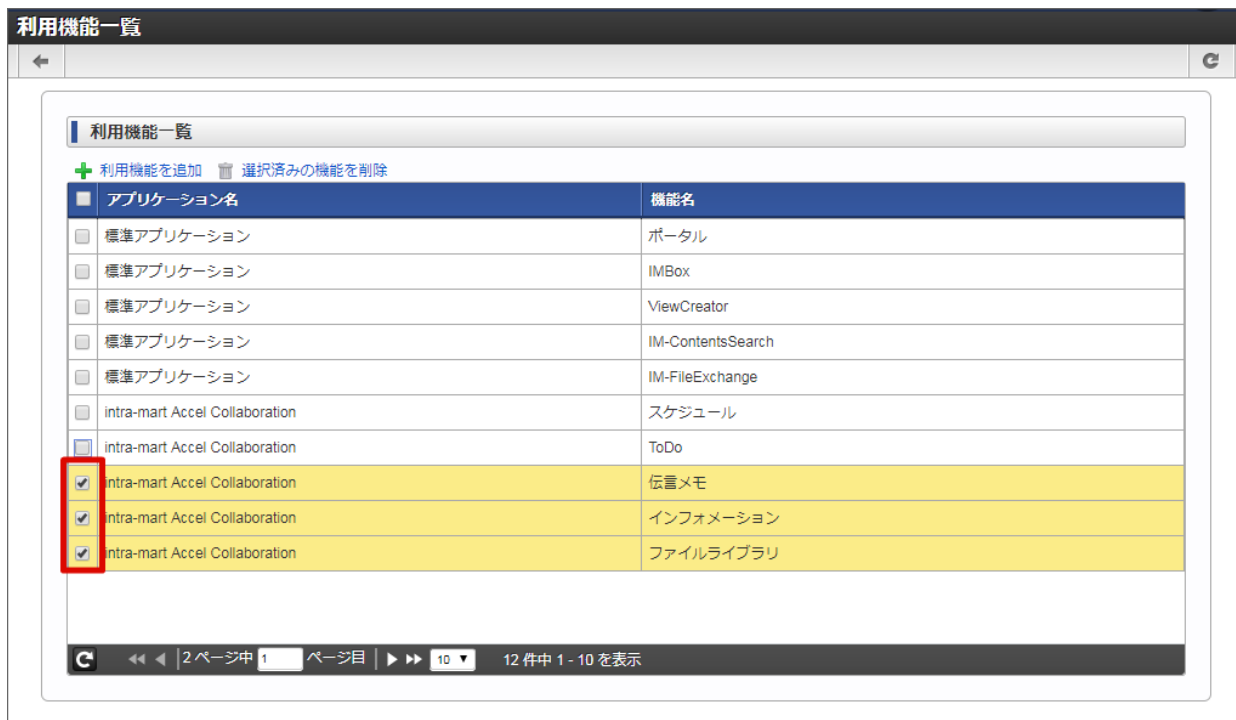 利用機能一覧
利用機能一覧
利用機能を追加 選択済みの機能を削除
アプリケーション名 機能名
標準アプリケーション ポータル
標準アプリケーション IMBox
標準アプリケーション ViewCreator
標準アプリケーション IM-ContentsSearch
標準アプリケーション IM-FileExchange
intra-mart Accel Collaboration スケジュール
intra-mart Accel Collaboration ToDo
intra-mart Accel Collaboration 伝言メモ
intra-mart Accel Collaboration インフォメーション
intra-mart Accel Collaboration ファイルライブラリ
2 ページ中 1 ページ目 10 12 件中 1 - 10 を表示